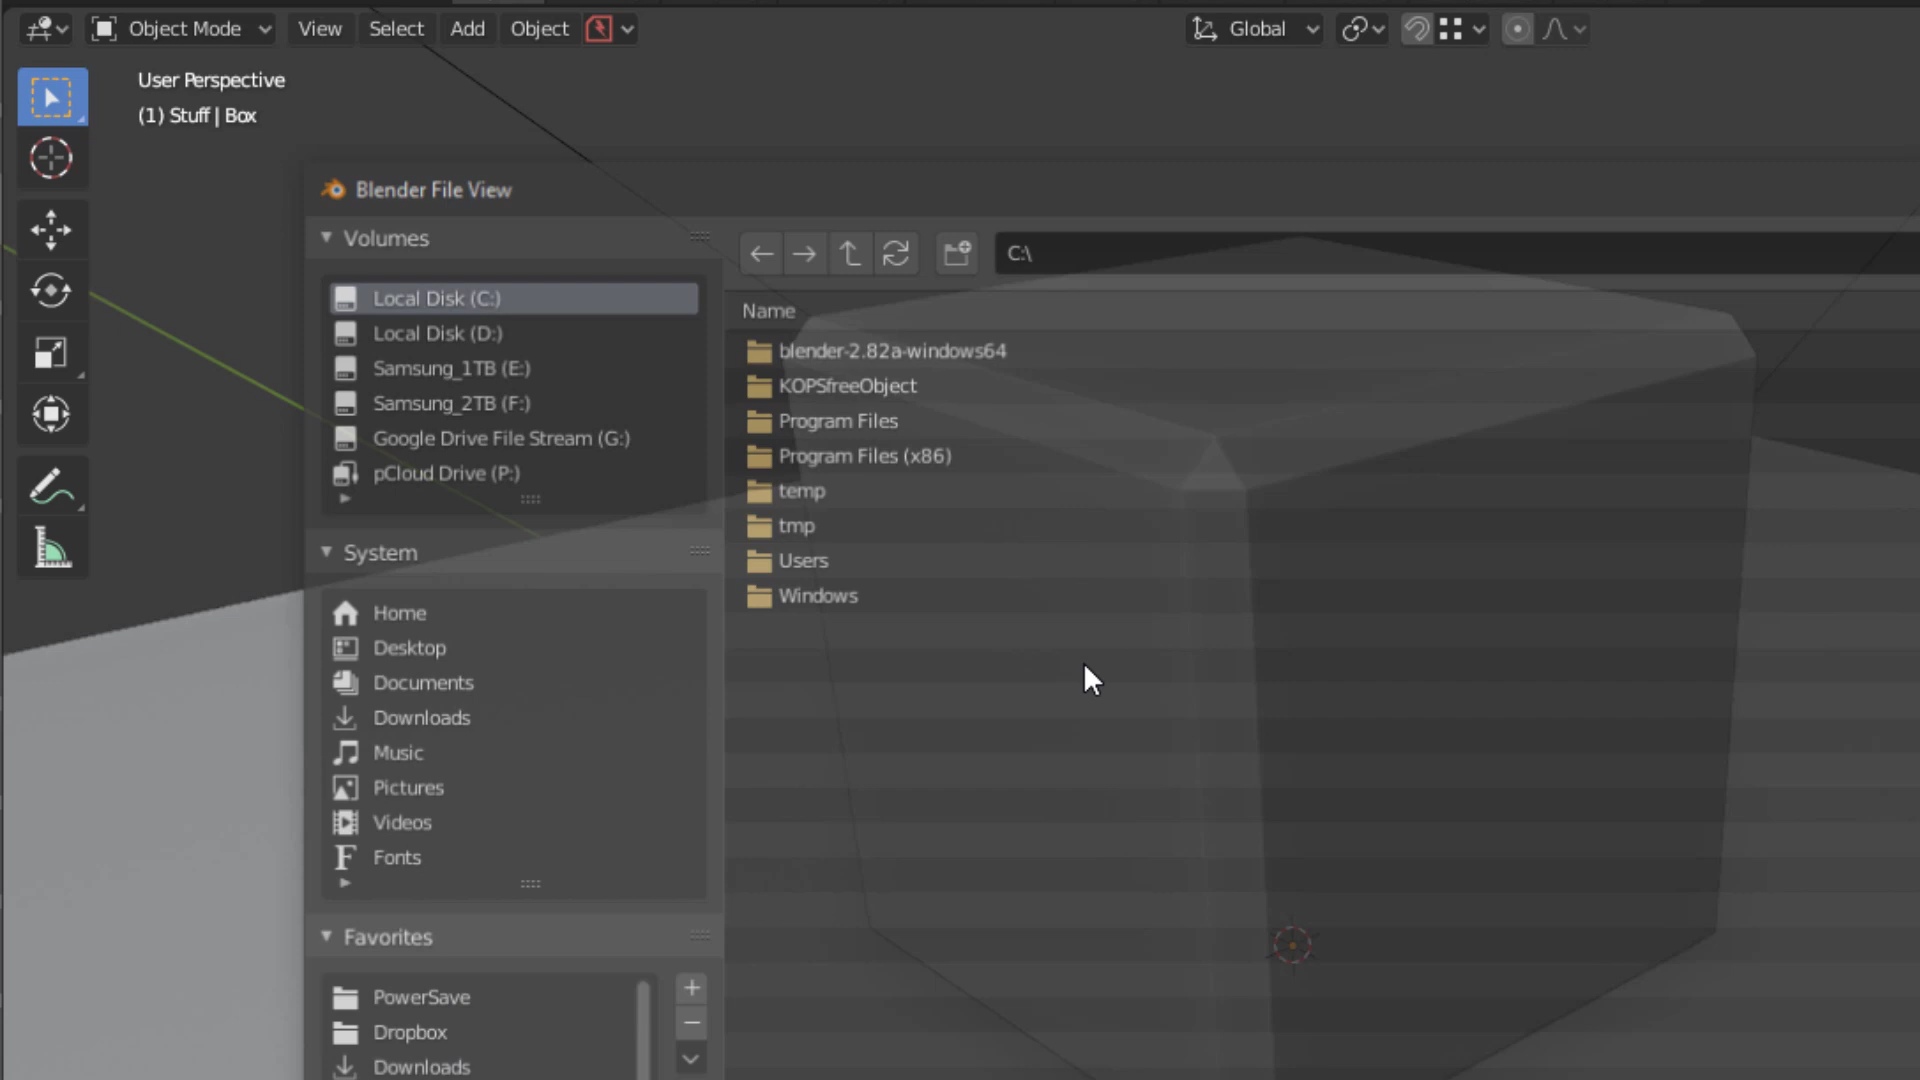 Object Mode View Select Add Object Global
User Perspective
(1) Stuff | Box
Blender File View
Volumes
C:\
Local Disk (C:)
Local Disk (D:)
Samsung_1TB (E:)
Samsung_2TB (F:)
Google Drive File Stream (G:)
pCloud Drive (P:)
Name
blender-2.82a-windows64
KOPSfreeObject
Program Files
Program Files (x86)
temp
tmp
Users
Windows
System
Home
Desktop
Documents
Downloads
Music
Pictures
Videos
Fonts
Favorites
PowerSave
Dropbox
Downloads